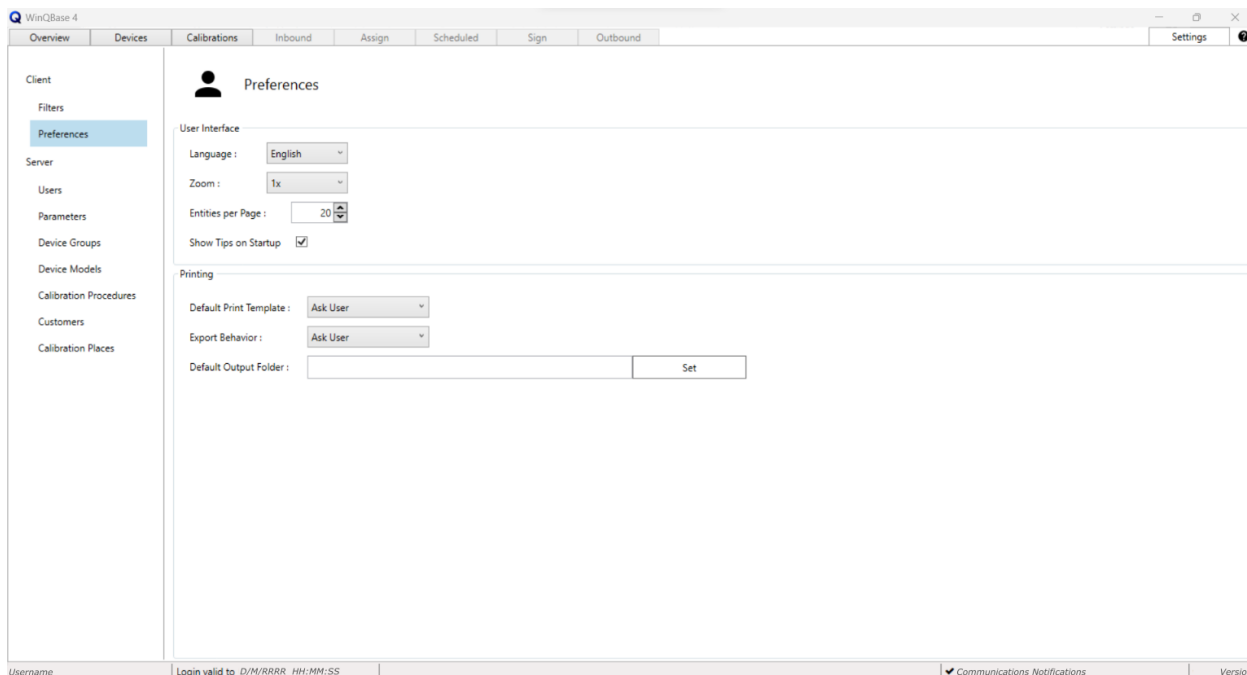 WinQBase 4
Overview Devices Calibrations Inbound Assign Scheduled Sign Outbound Settings
Client
Filters
Preferences
Server
Users
Parameters
Device Groups
Device Models
Calibration Procedures
Customers
Calibration Places
Preferences
User Interface
Language : English
Zoom : 1x
Entities per Page : 20
Show Tips on Startup
Printing
Default Print Template : Ask User
Export Behavior : Ask User
Default Output Folder : Set
Username Login valid to D/M/RRRR HH:MM:SS Communications Notifications Versio